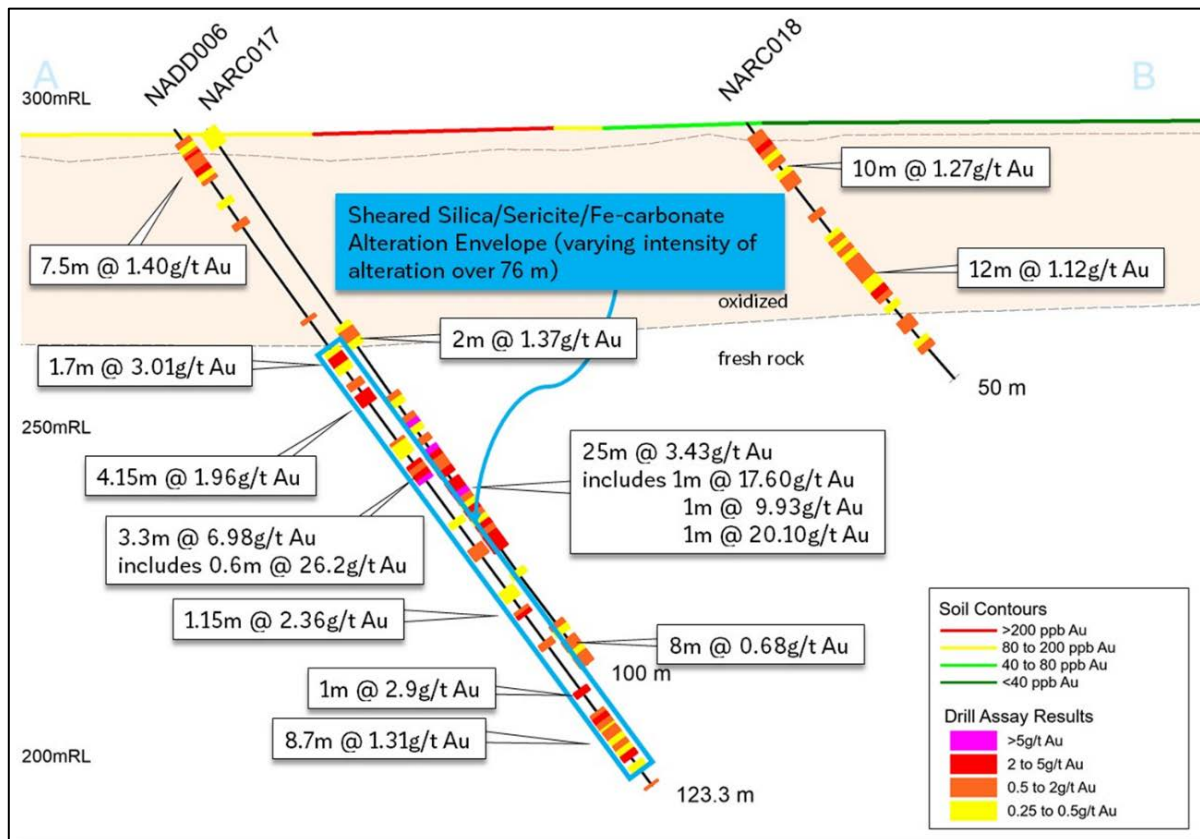 A
NADD006
NARC017
NARC018
B
300mRL
10m @ 1.27g/t Au
Sheared Silica/Sericite/Fe-carbonate
Alteration Envelope (varying intensity of
alteration over 76 m)
7.5m @ 1.40g/t Au
12m @ 1.12g/t Au
oxidized
2m @ 1.37g/t Au
fresh rock
1.7m @ 3.01g/t Au
50 m
250mRL
25m @ 3.43g/t Au
includes 1m @ 17.60g/t Au
1m @ 9.93g/t Au
1m @ 20.10g/t Au
4.15m @ 1.96g/t Au
3.3m @ 6.98g/t Au
includes 0.6m @ 26.2g/t Au
1.15m @ 2.36g/t Au
8m @ 0.68g/t Au
100 m
1m @ 2.9g/t Au
8.7m @ 1.31g/t Au
200mRL
123.3 m
Soil Contours
>200 ppb Au
80 to 200 ppb Au
40 to 80 ppb Au
<40 ppb Au
Drill Assay Results
>5g/t Au
2 to 5g/t Au
0.5 to 2g/t Au
0.25 to 0.5g/t Au